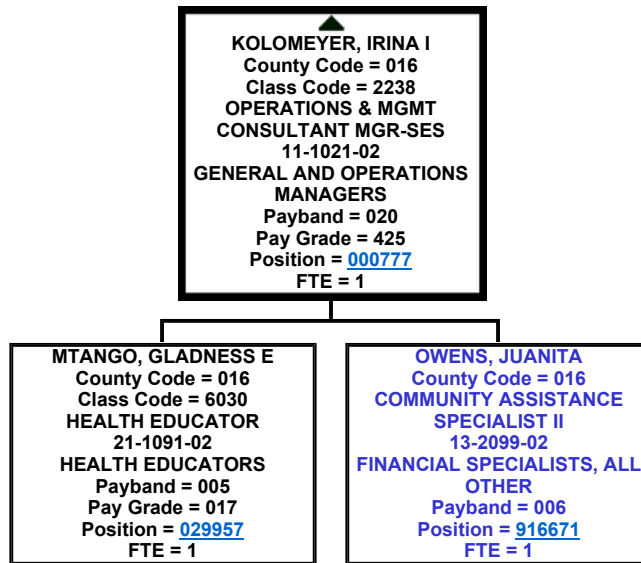 KOLOMEYER, IRINA I
County Code = 016
Class Code = 2238
OPERATIONS & MGMT
CONSULTANT MGR-SES
11-1021-02
GENERAL AND OPERATIONS
MANAGERS
Payband = 020
Pay Grade = 425
Position = 000777
FTE = 1
MTANGO, GLADNESS E
County Code = 016
Class Code = 6030
HEALTH EDUCATOR
21-1091-02
HEALTH EDUCATORS
Payband = 005
Pay Grade = 017
Position = 029957
FTE = 1
OWENS, JUANITA
County Code = 016
COMMUNITY ASSISTANCE
SPECIALIST II
13-2099-02
FINANCIAL SPECIALISTS, ALL
OTHER
Payband = 006
Position = 916671
FTE = 1